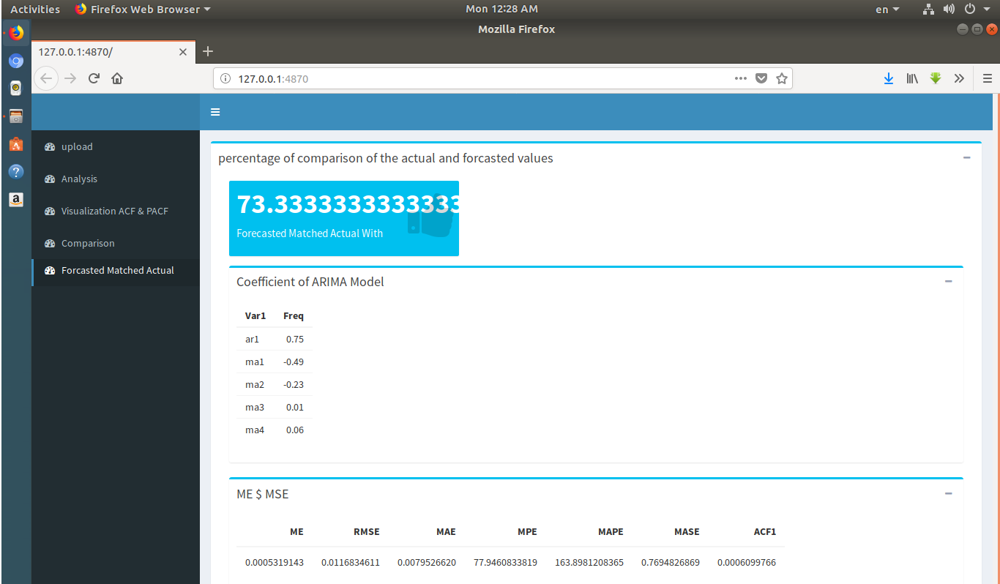 Activities Firefox Web Browser Mon 12:28 AM en
Mozilla Firefox
127.0.0.1:4870/
127.0.0.1:4870
upload
Analysis
Visualization ACF & PACF
Comparison
Forcasted Matched Actual
percentage of comparison of the actual and forcasted values
73.3333333333333
Forecasted Matched Actual With
Coefficient of ARIMA Model
Var1 Freq
ar1 0.75
ma1 -0.49
ma2 -0.23
ma3 0.01
ma4 0.06
ME $ MSE
ME RMSE MAE MPE MAPE MASE ACF1
0.0005319143 0.0116834611 0.0079526620 77.9460833819 163.8981208365 0.7694826869 0.0006099766